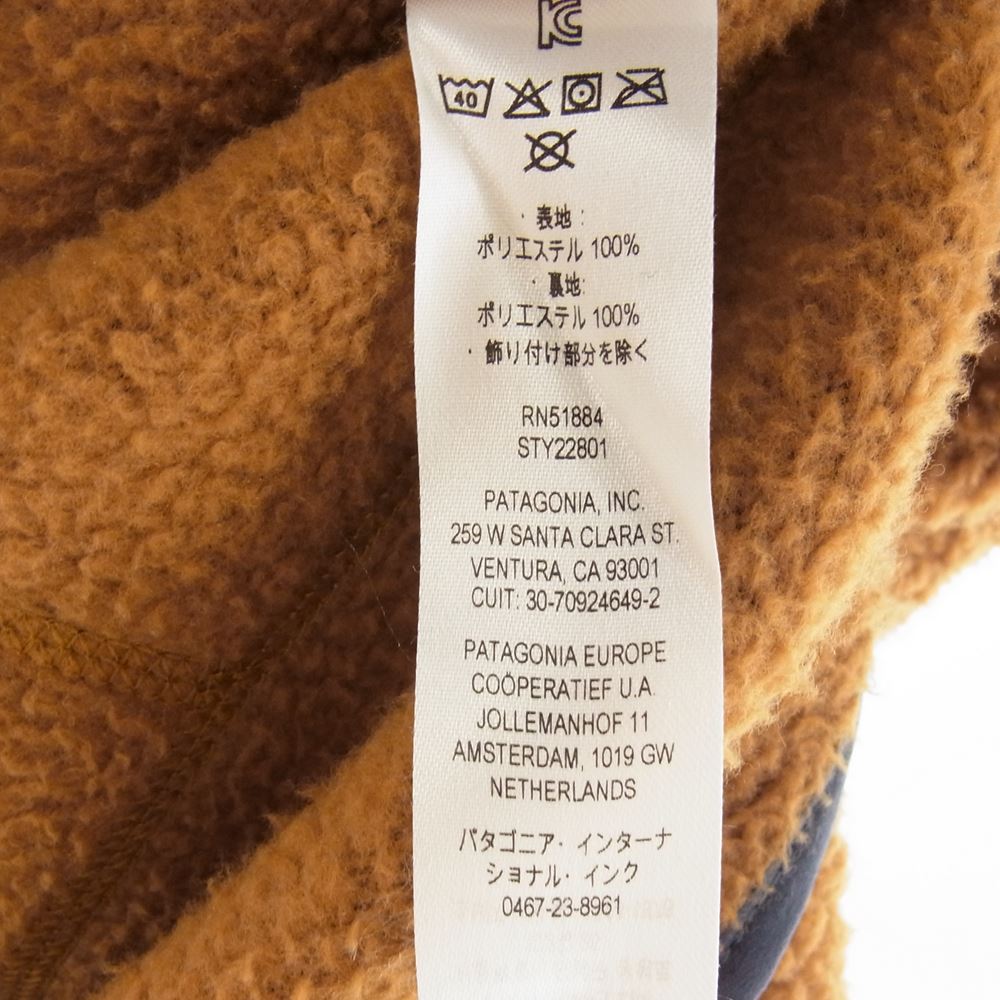 40
· 表地 :
ポリエステル 100%
· 裏地:
ポリエステル 100%
· 飾り付け部分を除く
RN51884
STY22801
PATAGONIA, INC.
259 W SANTA CLARA ST.
VENTURA, CA 93001
CUIT: 30-70924649-2
PATAGONIA EUROPE
COÖPERATIEF U.A.
JOLLEMANHOF 11
AMSTERDAM, 1019 GW
NETHERLANDS
パタゴニア· インターナ
ショナル· インク
0467-23-8961